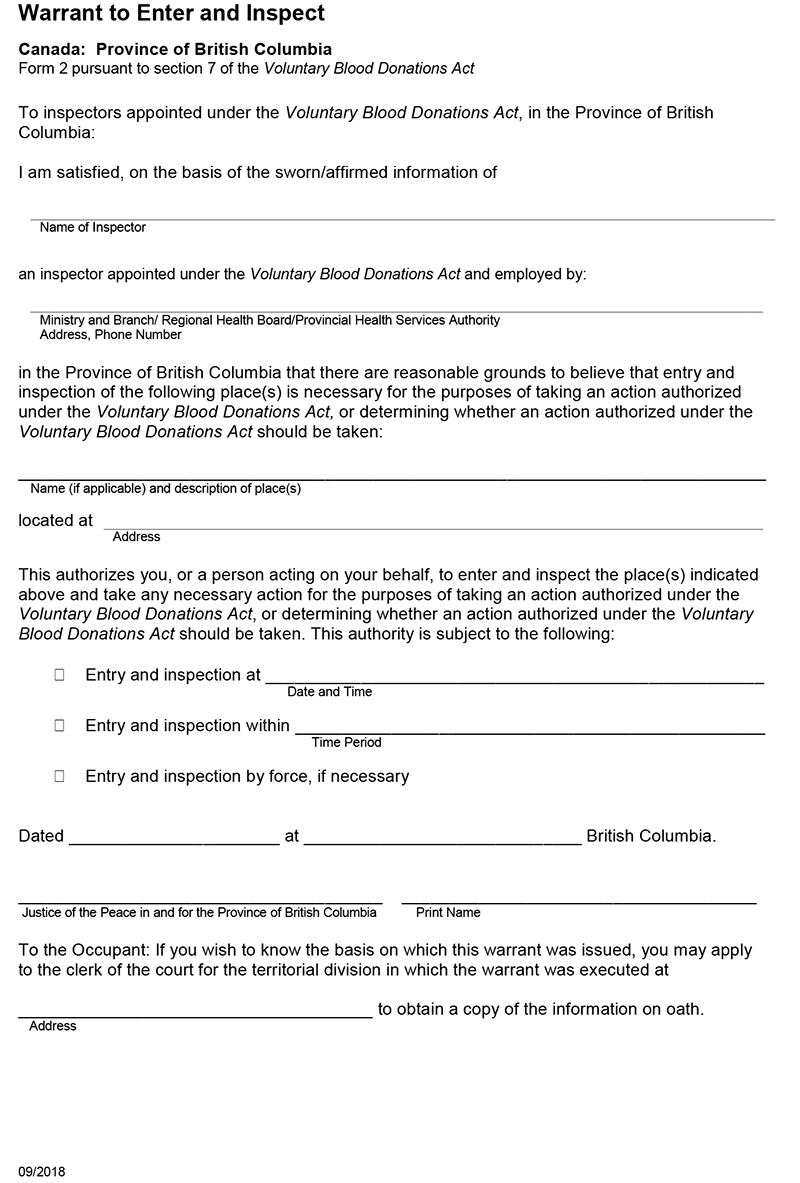 Warrant to Enter and Inspect
Canada: Province of British Columbia
Form 2 pursuant to section 7 of the Voluntary Blood Donations Act
To inspectors appointed under the Voluntary Blood Donations Act, in the Province of British
Columbia:
I am satisfied, on the basis of the sworn/affirmed information of
Name of Inspector
an inspector appointed under the Voluntary Blood Donations Act and employed by:
Ministry and Branch/ Regional Health Board/Provincial Health Services Authority
Address, Phone Number
in the Province of British Columbia that there are reasonable grounds to believe that entry and
inspection of the following place(s) is necessary for the purposes of taking an action authorized
under the Voluntary Blood Donations Act, or determining whether an action authorized under the
Voluntary Blood Donations Act should be taken:
Name (if applicable) and description of place(s)
located at
Address
This authorizes you, or a person acting on your behalf, to enter and inspect the place(s) indicated
above and take any necessary action for the purposes of taking an action authorized under the
Voluntary Blood Donations Act, or determining whether an action authorized under the Voluntary
Blood Donations Act should be taken. This authority is subject to the following:
Entry and inspection at
Date and Time
Entry and inspection within
Time Period
Entry and inspection by force, if necessary
Dated at British Columbia.
Justice of the Peace in and for the Province of British Columbia Print Name
To the Occupant: If you wish to know the basis on which this warrant was issued, you may apply
to the clerk of the court for the territorial division in which the warrant was executed at
to obtain a copy of the information on oath.
Address
09/2018